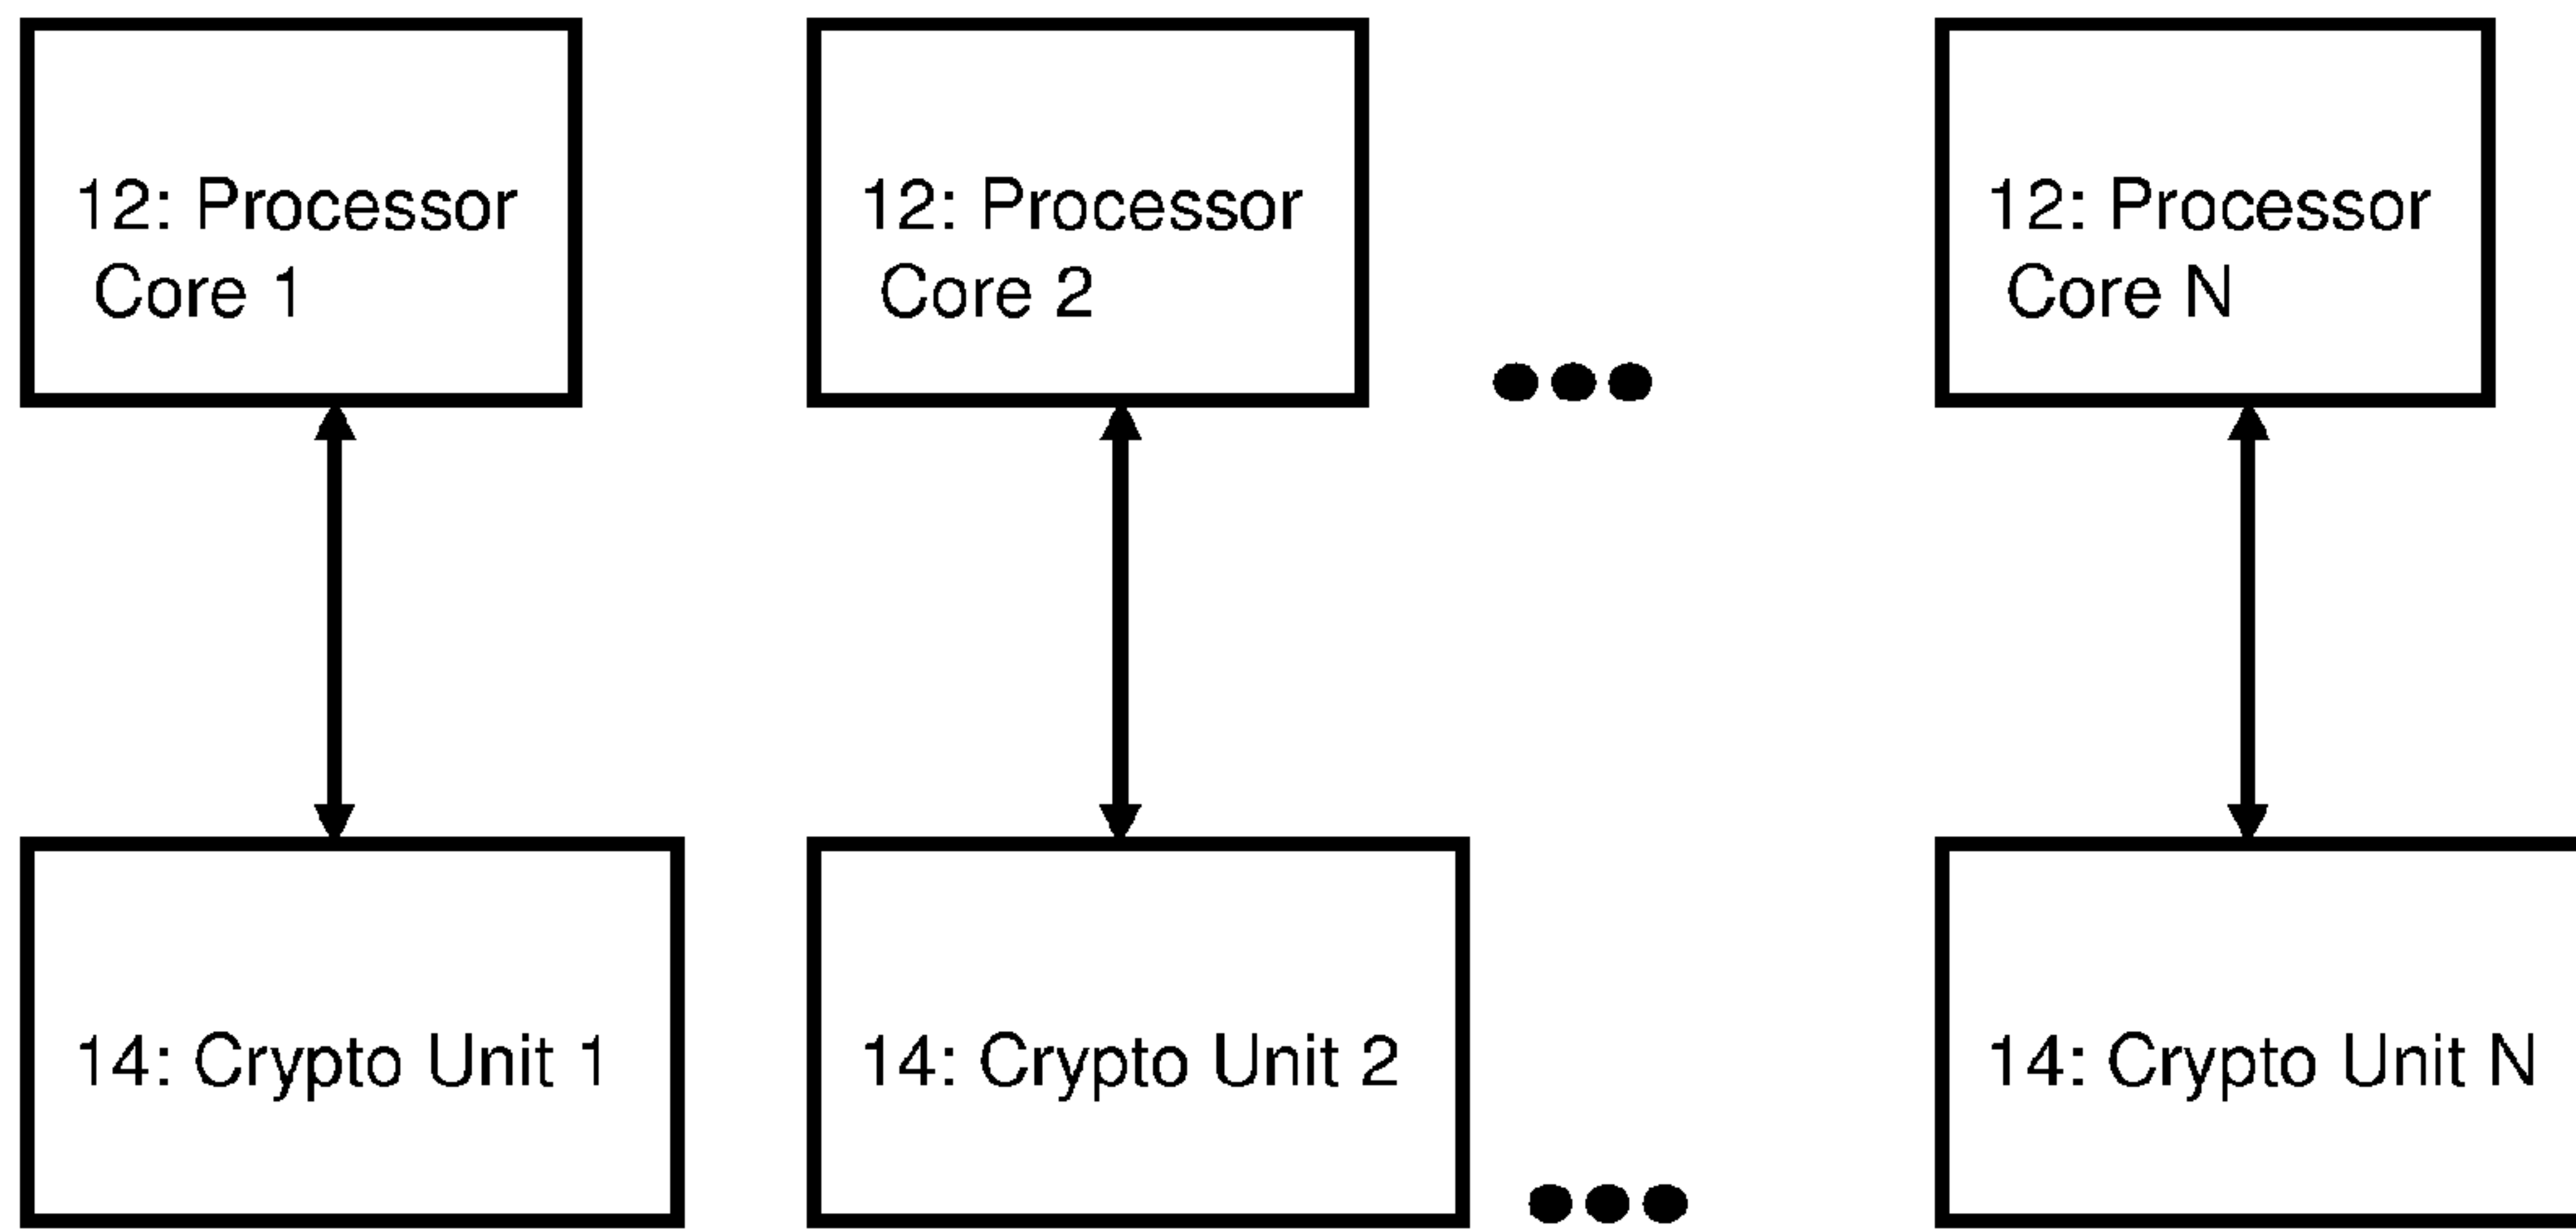 12: Processor
Core 1
12: Processor
Core 2
12: Processor
Core N
14: Crypto Unit 1
14: Crypto Unit 2
14: Crypto Unit N